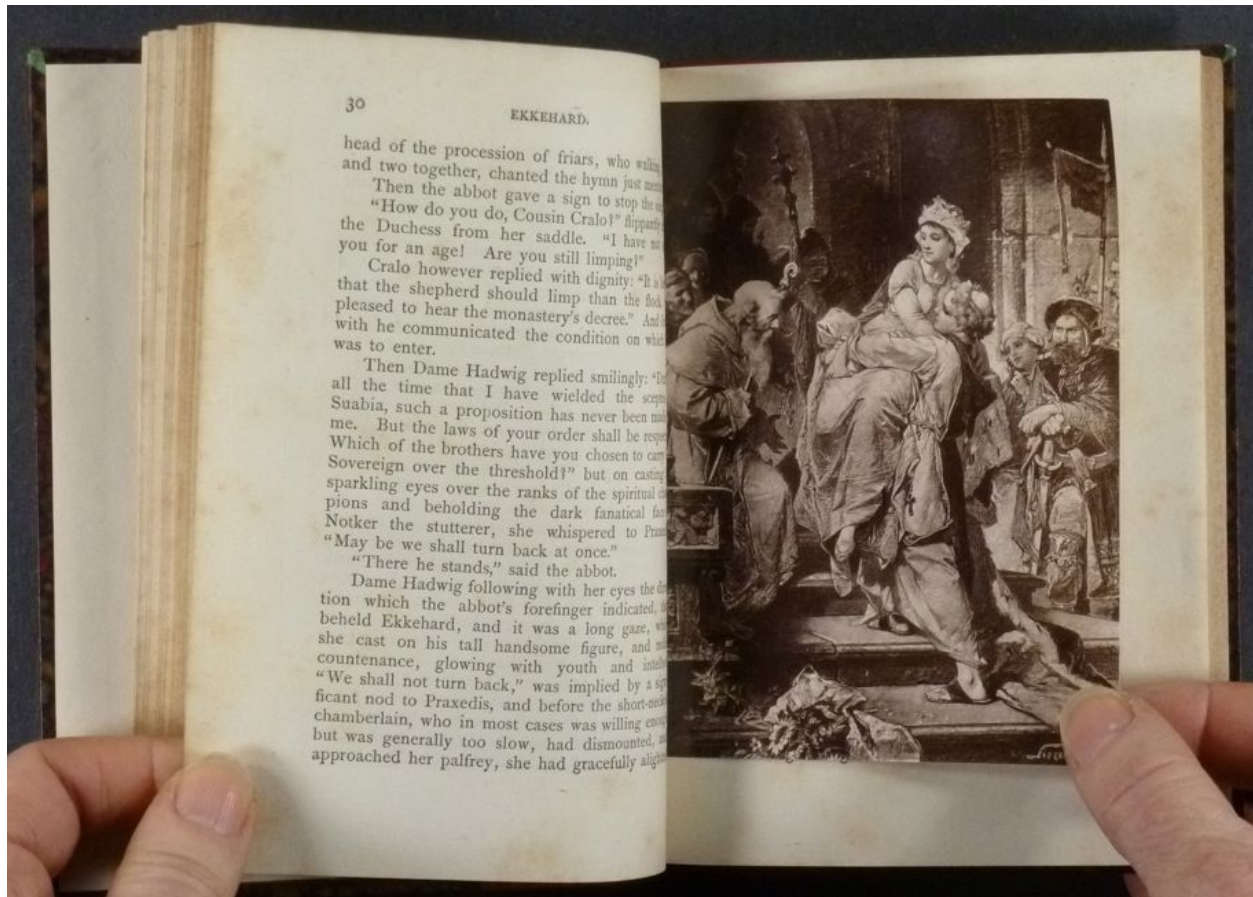 30
EKKEHARD.
head of the procession of friars, who walking
and two together, chanted the hymn just
Then the abbot gave a sign to stop the
"How do you do, Cousin Cralo?" flippantly
the Duchess from her saddle. "I have not
you for an age! Are you still limping?"
Cralo however replied with dignity: "It is
that the shepherd should limp than the flock
pleased to hear the monastery's decree." And
with he communicated the condition on which
was to enter.
Then Dame Hadwig replied smilingly:
all the time that I have wielded the
Suabia, such a proposition has never been
me. But the laws of your order shall be
Which of the brothers have you chosen to
Sovereign over the threshold?" but on casting
sparkling eyes over the ranks of the spiritual
pions and beholding the dark fanatical
Notker the stutterer, she whispered to
"May be we shall turn back at once."
"There he stands," said the abbot.
Dame Hadwig following with her eyes the
tion which the abbot's forefinger indicated,
beheld Ekkehard, and it was a long gaze,
she cast on his tall handsome figure, and
countenance, glowing with youth and
"We shall not turn back," was implied by a
ficant nod to Praxedis, and before the
chamberlain, who in most cases was willing
but was generally too slow, had dismounted,
approached her palfrey, she had gracefully